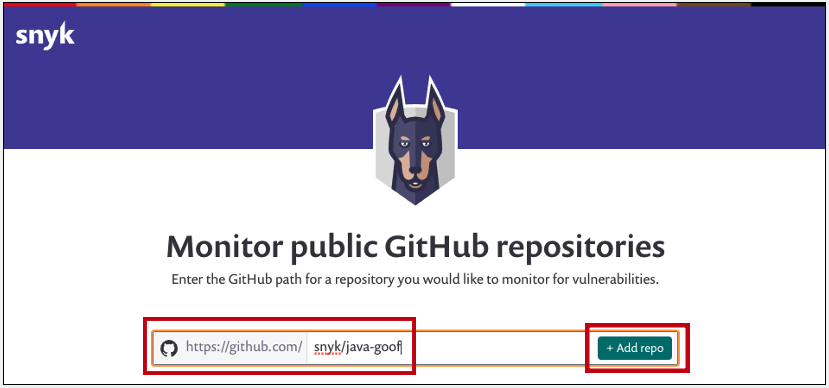 snyk
Monitor public GitHub repositories
Enter the GitHub path for a repository you would like to monitor for vulnerabilities.
https://github.com/ snyk/java-goof + Add repo